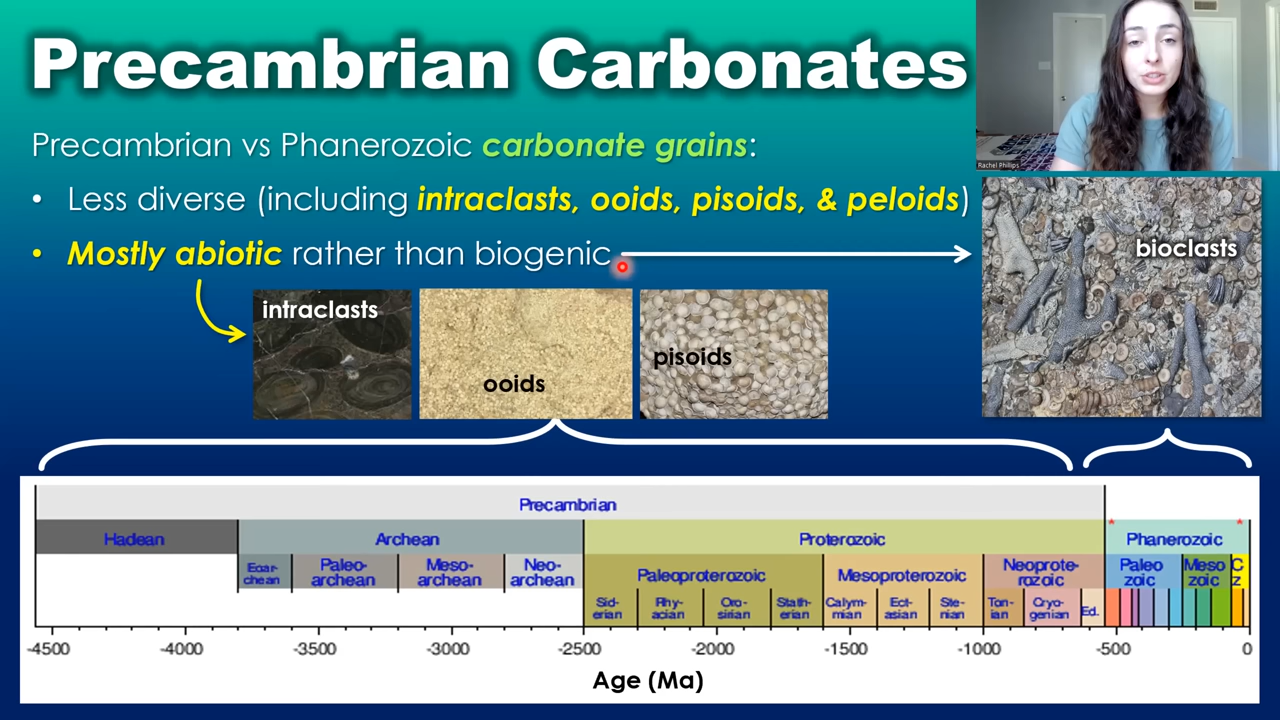 Precambrian Carbonates
Rachel Phillips
Precambrian vs Phanerozoic carbonate grains:
• Less diverse (including intraclasts, ooids, pisoids, & peloids)
• Mostly abiotic rather than biogenic
bioclasts
intraclasts
ooids
pisoids
Precambrian
Hadean
Archean
Proterozoic
Phanerozoic
Eoar-
chean
Paleo-
archean
Meso-
archean
Neo-
archean
Paleoproterozoic
Mesoproterozoic
Neoprote-
rozoic
Paleo
zoic
Meso
zoic
C
z
Sid-
erian
Rhy-
acian
Oro-
sirian
Stath-
erian
Calym-
mian
Ect-
asian
Ste-
nian
Ton-
ian
Cryo-
genian
Ed.
-4500 -4000 -3500 -3000 -2500 -2000 -1500 -1000 -500 0
Age (Ma)